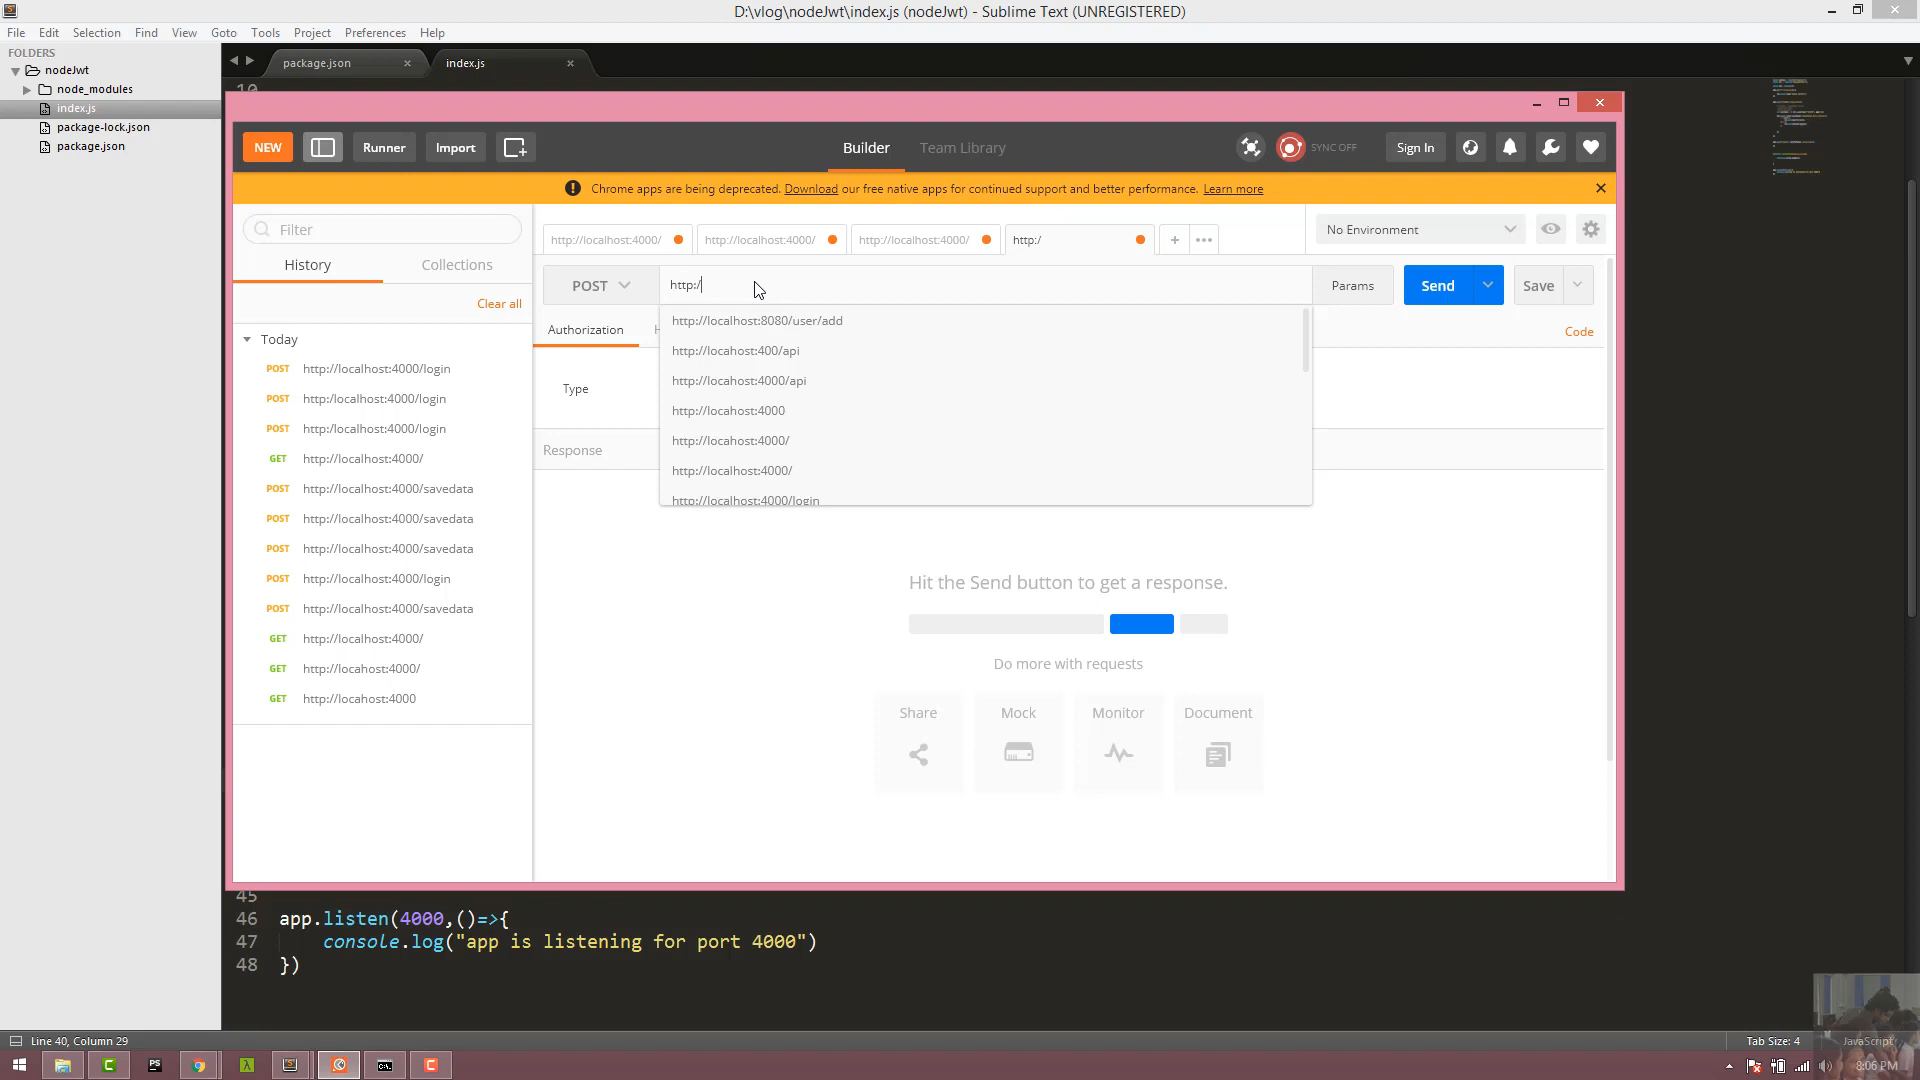 D:\vlog\nodeJwt\index.js (nodeJwt) - Sublime Text (UNREGISTERED)
File Edit Selection Find View Goto Tools Project Preferences Help
FOLDERS
nodeJwt
node_modules
index.js
package-lock.json
package.json
package.json × index.js ×
NEW Runner Import Builder Team Library SYNC OFF Sign In
Chrome apps are being deprecated. Download our free native apps for continued support and better performance. Learn more
Filter
History Collections
Clear all
Today
POST http://localhost:4000/login
POST http:/localhost:4000/login
POST http:/localhost:4000/login
GET http://localhost:4000/
POST http://localhost:4000/savedata
POST http://localhost:4000/savedata
POST http://localhost:4000/savedata
POST http://localhost:4000/login
POST http://localhost:4000/savedata
GET http://localhost:4000/
GET http://locahost:4000/
GET http://locahost:4000
http://localhost:4000/ http://localhost:4000/ http://localhost:4000/ http:/ + •••
No Environment
POST http:/ Params Send Save
Authorization Code
http://localhost:8080/user/add
http://locahost:400/api
http://locahost:4000/api
http://locahost:4000
http://locahost:4000/
http://localhost:4000/
http://localhost:4000/login
Type
Response
Hit the Send button to get a response.
Do more with requests
Share Mock Monitor Document
45
46 app.listen(4000,()=>{
47 console.log("app is listening for port 4000")
48 })
Line 40, Column 29
Tab Size: 4 JavaScript
PS
8:06 PM